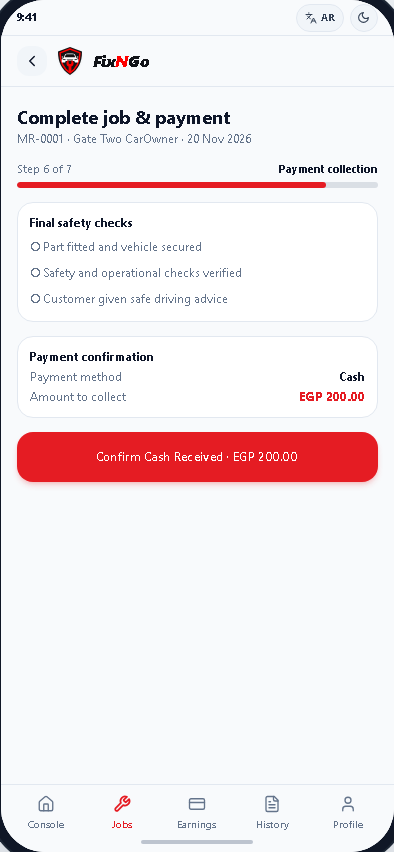 9:41
AR
FixNGo
Complete job & payment
MR-0001 · Gate Two CarOwner · 20 Nov 2026
Step 6 of 7
Payment collection
Final safety checks
Part fitted and vehicle secured
Safety and operational checks verified
Customer given safe driving advice
Payment confirmation
Payment method
Cash
Amount to collect
EGP 200.00
Confirm Cash Received · EGP 200.00
Console
Jobs
Earnings
History
Profile